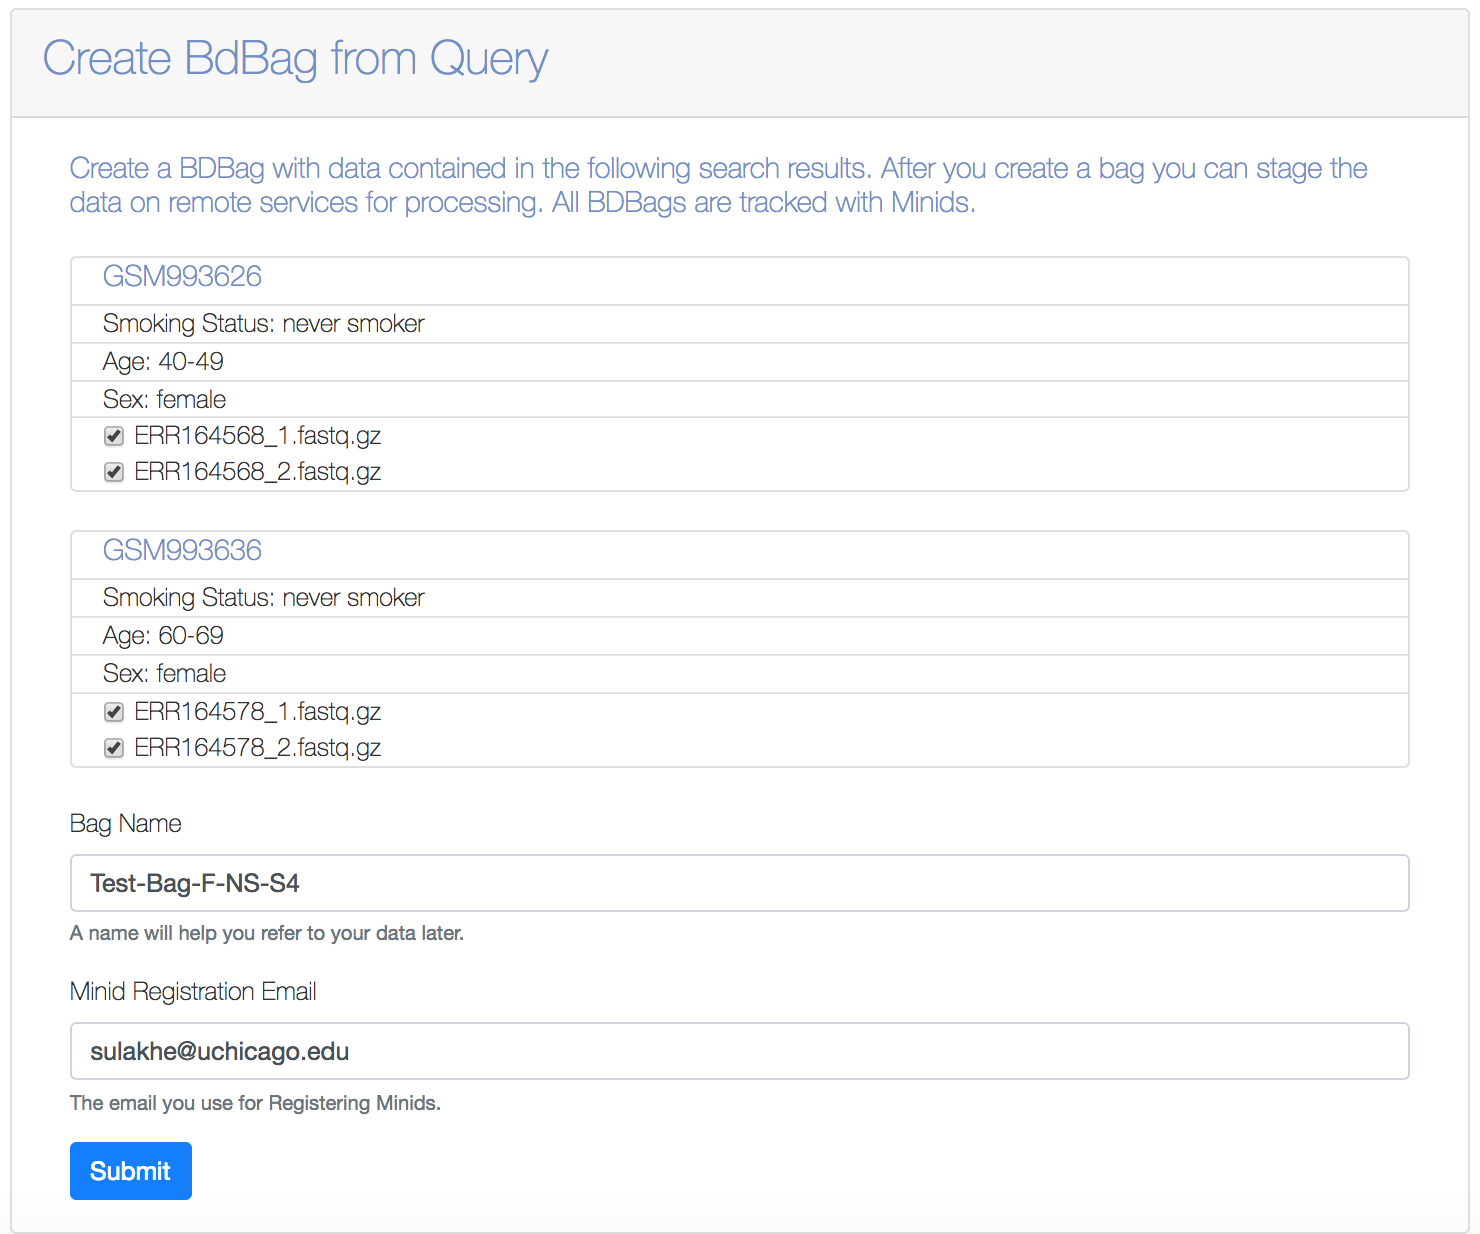 Create BdBag from Query
Create a BDBag with data contained in the following search results. After you create a bag you can stage the
data on remote services for processing. All BDBags are tracked with Minids.
GSM993626
Smoking Status: never smoker
Age: 40-49
Sex: female
ERR164568_1.fastq.gz
ERR164568_2.fastq.gz
GSM993636
Smoking Status: never smoker
Age: 60-69
Sex: female
ERR164578_1.fastq.gz
ERR164578_2.fastq.gz
Bag Name
Test-Bag-F-NS-S4
A name will help you refer to your data later.
Minid Registration Email
sulakhe@uchicago.edu
The email you use for Registering Minids.
Submit